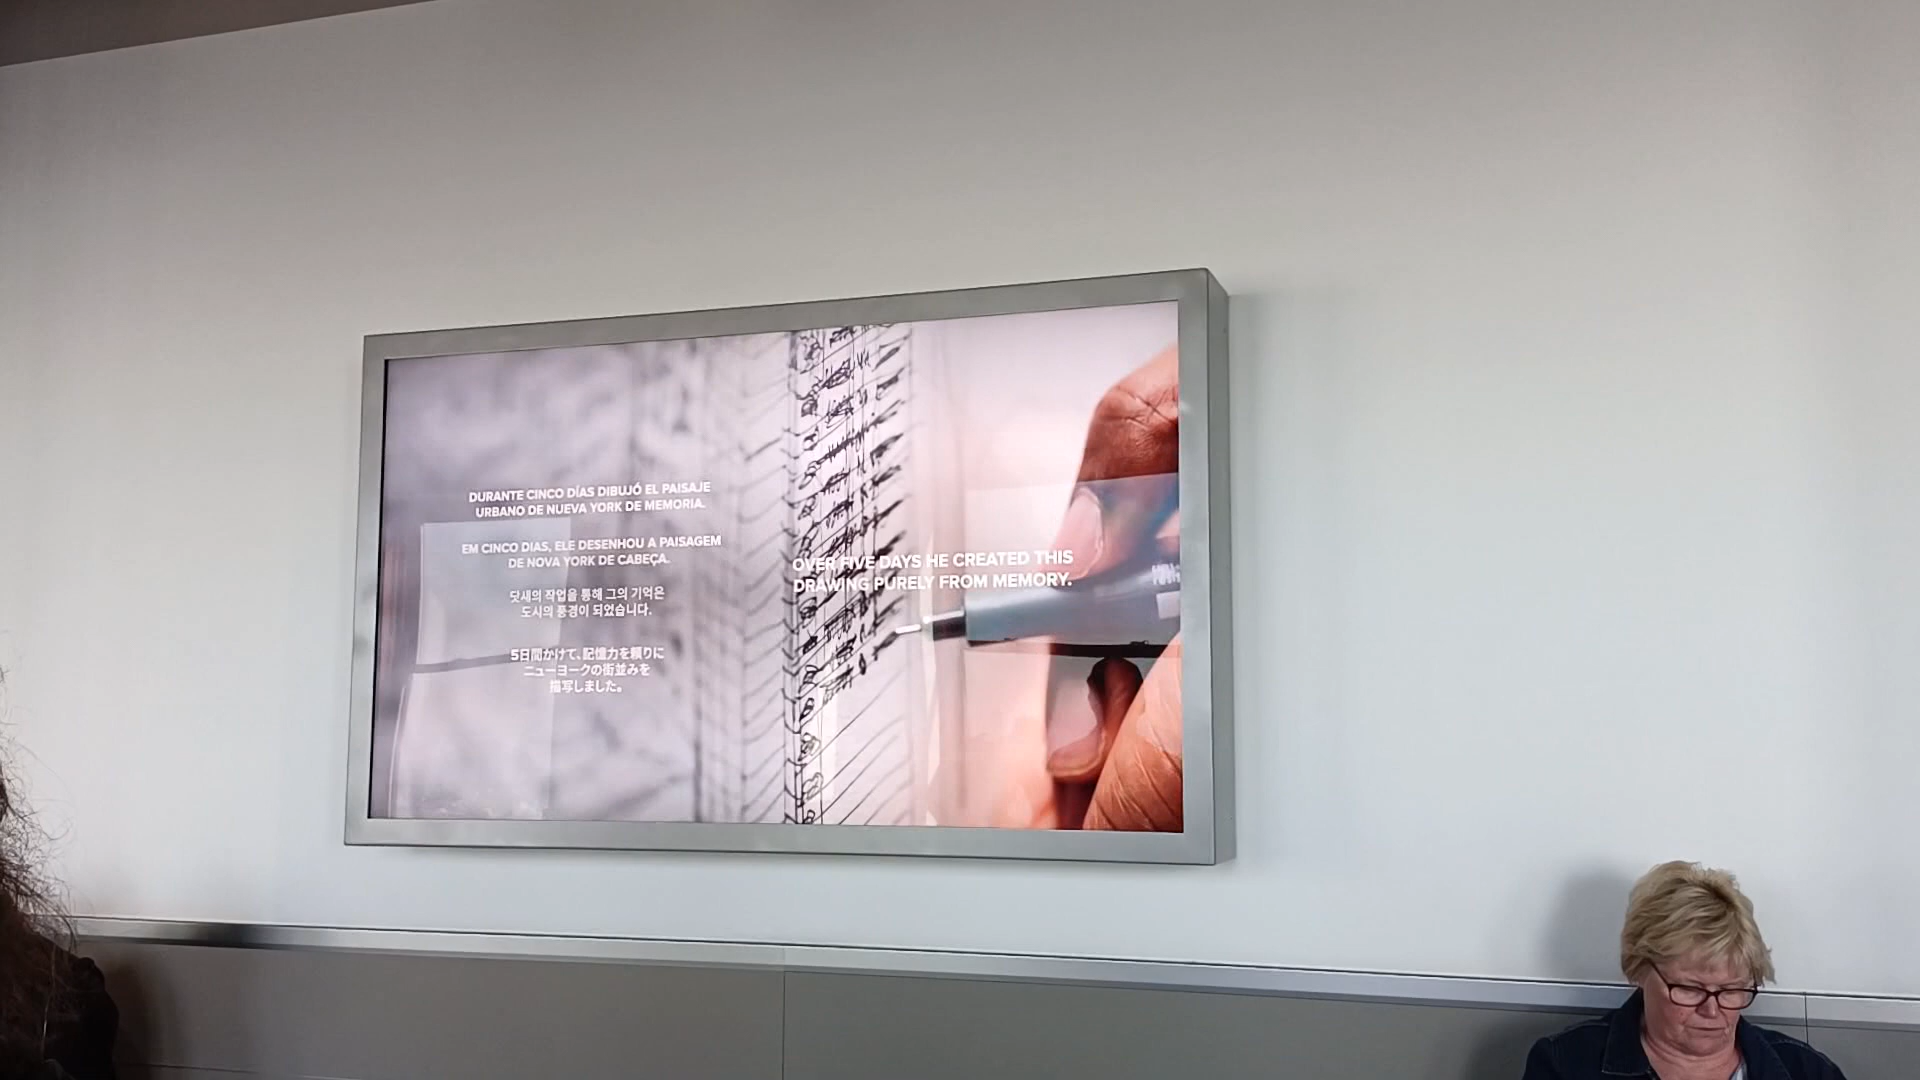 DURANTE CINCO DÍAS DIBUJÓ EL PAISAJE
URBANO DE NUEVA YORK DE MEMORIA.
EM CINCO DIAS, ELE DESENHOU A PAISAGEM
DE NOVA YORK DE CABEÇA.
닷새의 작업을 통해 그의 기억은
도시의 풍경이 되었습니다.
5日間かけて、記憶力を頼りに
ニューヨークの街並みを
描写しました。
OVER FIVE DAYS HE CREATED THIS
DRAWING PURELY FROM MEMORY.